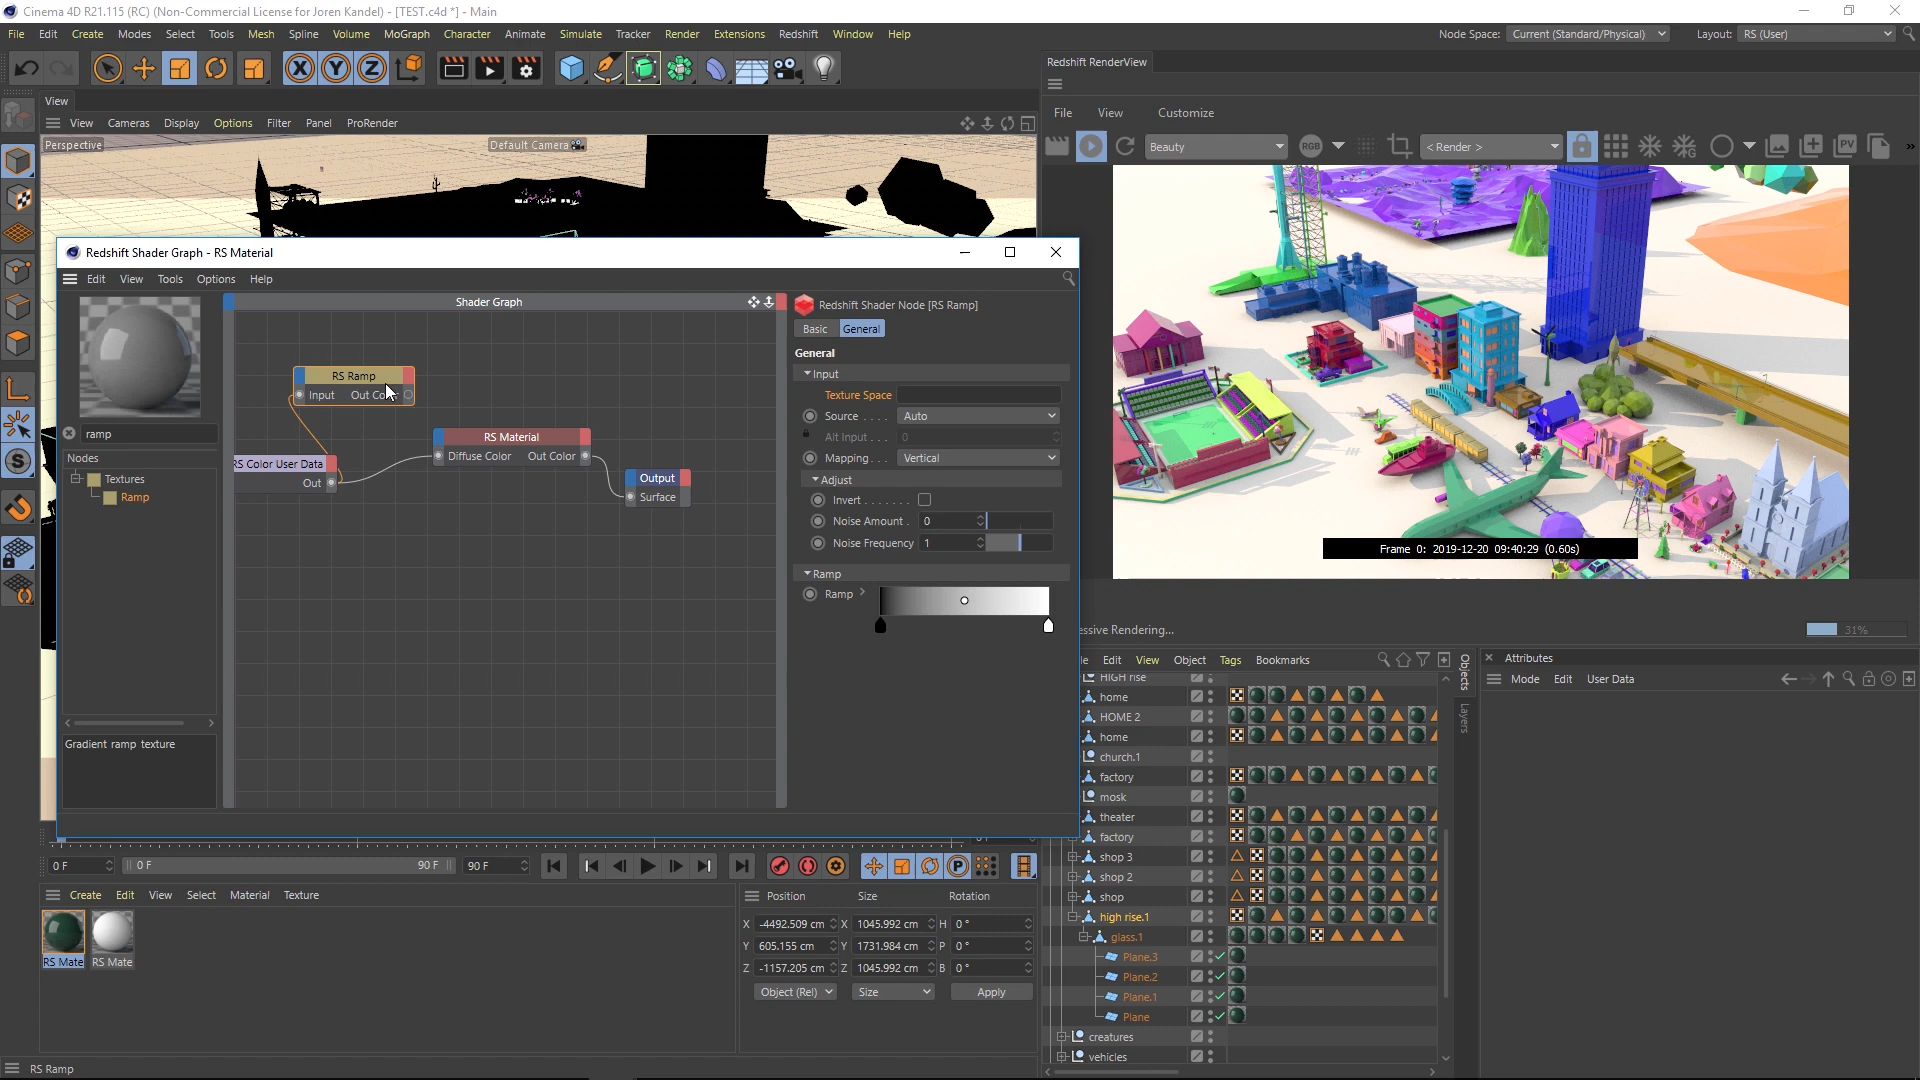 Cinema 4D R21.115 (RC) (Non-Commercial License for Joren Kandel) - [TEST.c4d *] - Main
File Edit Create Modes Select Tools Mesh Spline Volume MoGraph Character Animate Simulate Tracker Render Extensions Redshift Window Help
Node Space: Current (Standard/Physical) Layout: RS (User)
X Y Z
Redshift RenderView
View
View Cameras Display Options Filter Panel ProRender
File View Customize
Perspective
Default Camera
Beauty
RGB
< Render >
PV
»
Redshift Shader Graph - RS Material
Edit View Tools Options Help
ramp
Nodes
Textures
Ramp
Gradient ramp texture
Shader Graph
RS Ramp
Input
RS Material
Diffuse Color Out Color
RS Color User Data
Out
Output
Surface
Redshift Shader Node [RS Ramp]
Basic General
General
Input
Texture Space
Source . . . . Auto
Alt Input . . . 0
Mapping . . . Vertical
Adjust
Invert . . . . . . .
Noise Amount . 0
Noise Frequency 1
Ramp
Ramp
Frame 0: 2019-12-20 09:40:29 (0.60s)
essive Rendering...
31%
Edit View Object Tags Bookmarks
Objects
Layers
HIGH rise
home
HOME 2
home
church.1
factory
mosk
theater
factory
shop 3
shop 2
shop
high rise.1
glass.1
Plane.3
Plane.2
Plane.1
Plane
creatures
vehicles
Attributes
Mode Edit User Data
0 F 0 F 90 F 90 F
P
Create Edit View Select Material Texture
RS Mate RS Mate
Position Size Rotation
X -4492.509 cm X 1045.992 cm H 0 °
Y 605.155 cm Y 1731.984 cm P 0 °
Z -1157.205 cm Z 1045.992 cm B 0 °
Object (Rel) Size Apply
RS Ramp